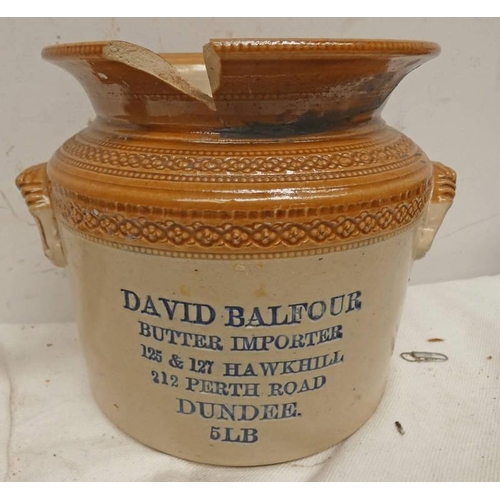 DAVID BALFOUR
BUTTER IMPORTER
125 & 127 HAWKHILL
212 PERTH ROAD
DUNDEE.
5LB